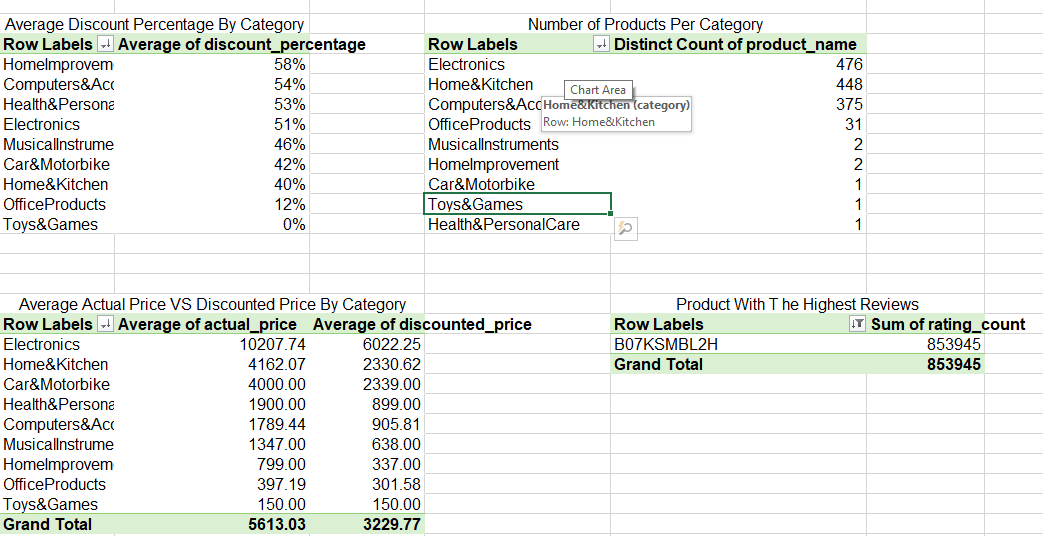 Average Discount Percentage By Category
Row Labels Average of discount_percentage
HomeImprovem 58%
Computers&Acc 54%
Health&Persona 53%
Electronics 51%
MusicalInstrume 46%
Car&Motorbike 42%
Home&Kitchen 40%
OfficeProducts 12%
Toys&Games 0%
Number of Products Per Category
Row Labels Distinct Count of product_name
Electronics 476
Home&Kitchen 448
Computers&Acc 375
OfficeProducts 31
MusicalInstruments 2
HomeImprovement 2
Car&Motorbike 1
Toys&Games 1
Health&PersonalCare 1
Chart Area
Home&Kitchen (category)
Row: Home&Kitchen
Average Actual Price VS Discounted Price By Category
Row Labels Average of actual_price Average of discounted_price
Electronics 10207.74 6022.25
Home&Kitchen 4162.07 2330.62
Car&Motorbike 4000.00 2339.00
Health&Persona 1900.00 899.00
Computers&Acc 1789.44 905.81
MusicalInstrume 1347.00 638.00
HomeImprovem 799.00 337.00
OfficeProducts 397.19 301.58
Toys&Games 150.00 150.00
Grand Total 5613.03 3229.77
Product With T he Highest Reviews
Row Labels Sum of rating_count
B07KSMBL2H 853945
Grand Total 853945